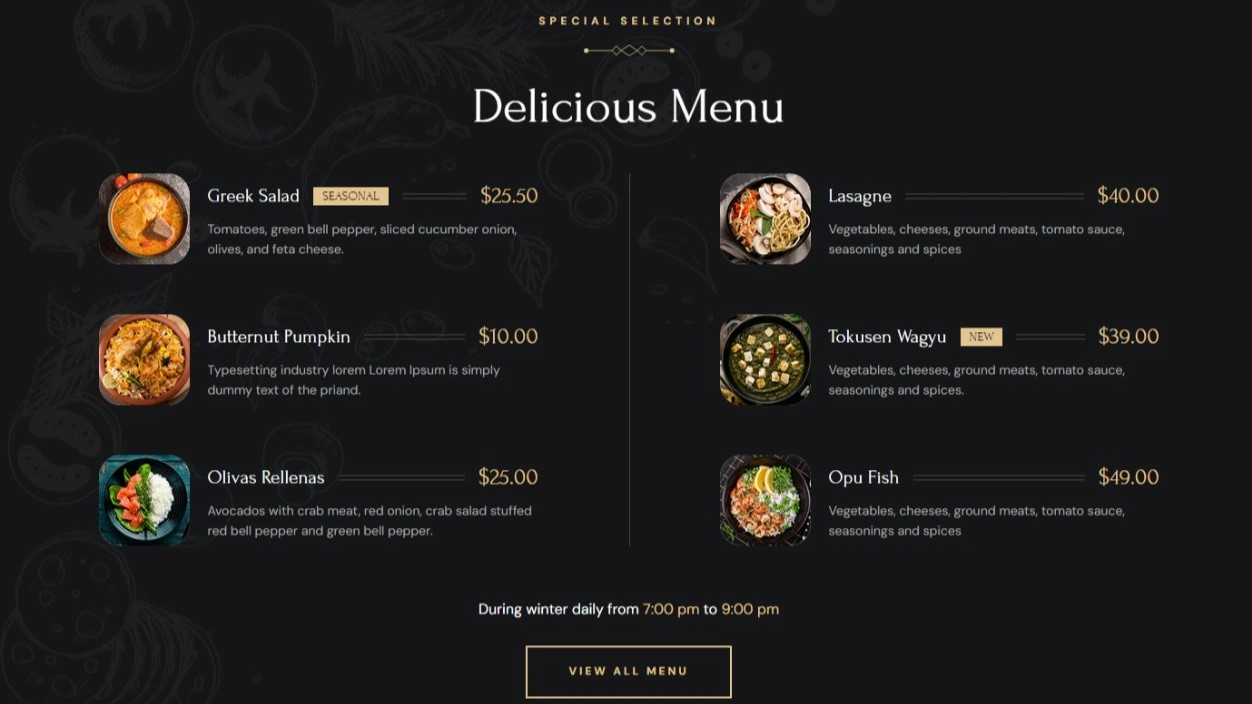 SPECIAL SELECTION
Delicious Menu
Greek Salad SEASONAL $25.50
Tomatoes, green bell pepper, sliced cucumber onion,
olives, and feta cheese.
Butternut Pumpkin $10.00
Typesetting industry lorem Lorem Ipsum is simply
dummy text of the priand.
Olivas Rellenas $25.00
Avocados with crab meat, red onion, crab salad stuffed
red bell pepper and green bell pepper.
Lasagne $40.00
Vegetables, cheeses, ground meats, tomato sauce,
seasonings and spices
Tokusen Wagyu NEW $39.00
Vegetables, cheeses, ground meats, tomato sauce,
seasonings and spices.
Opu Fish $49.00
Vegetables, cheeses, ground meats, tomato sauce,
seasonings and spices
During winter daily from 7:00 pm to 9:00 pm
VIEW ALL MENU